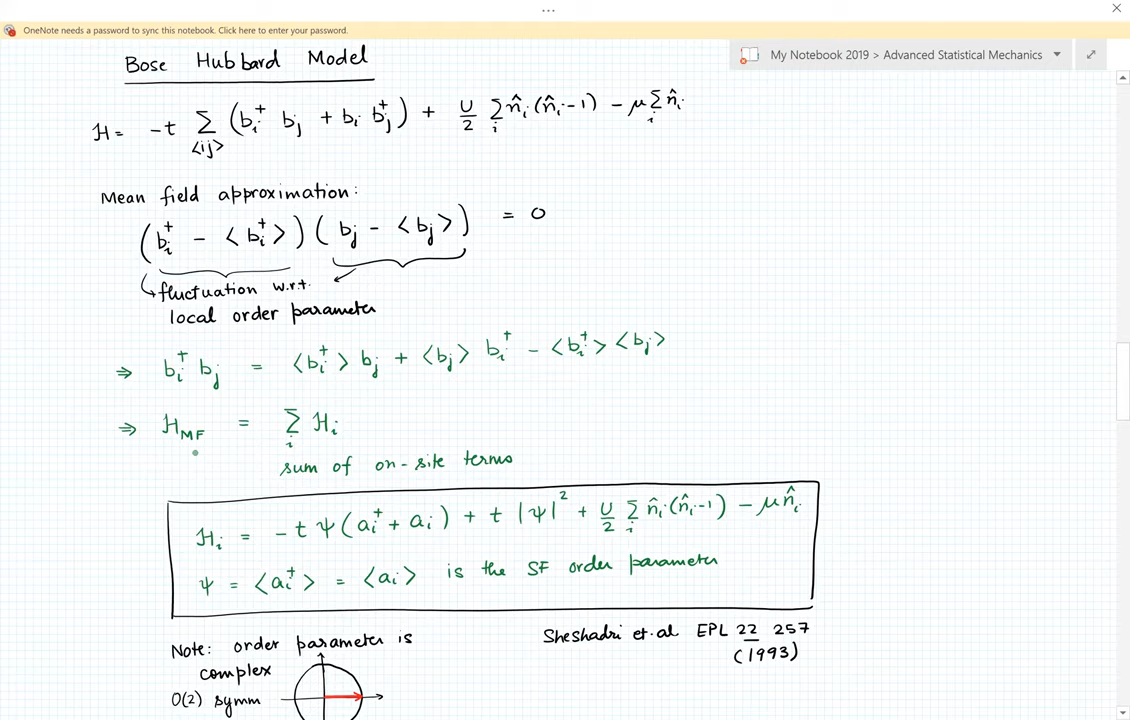 OneNote needs a password to sync this notebook. Click here to enter your password.
My Notebook 2019 > Advanced Statistical Mechanics
Bose Hubbard Model
H = -t Σ_<ij> (b_i^+ b_j + b_i b_j^+) + U/2 Σ_i n̂_i (n̂_i -1) - μ Σ_i n̂_i
Mean field approximation:
(b_i^+ - <b_i^+>) (b_j - <b_j>) = 0
fluctuation w.r.t.
local order parameter
⇒ b_i^+ b_j = <b_i^+> b_j + <b_j> b_i^+ - <b_i^+> <b_j>
⇒ H_MF = Σ_i H_i
sum of on-site terms
H_i = -t ψ (a_i^+ + a_i) + t |ψ|^2 + U/2 Σ_i n̂_i (n̂_i -1) - μ n̂_i
ψ = <a_i^+> = <a_i> is the SF order parameter
Sheshadri et.al EPL 22 257
(1993)
Note: order parameter is
complex
O(2) symm